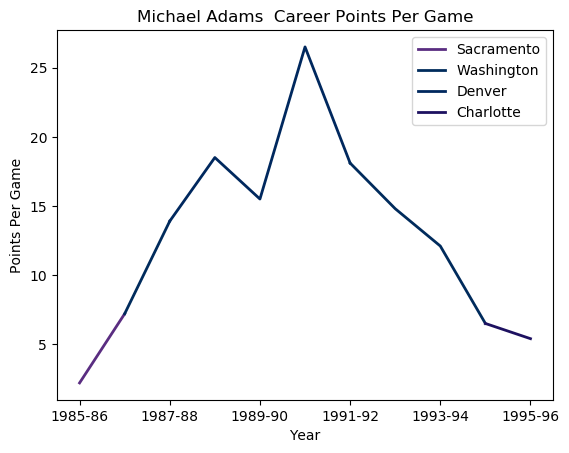 Michael Adams  Career Points Per Game
Sacramento
Washington
Denver
Charlotte
Points Per Game
25
20
15
10
5
1985-86 1987-88 1989-90 1991-92 1993-94 1995-96
Year